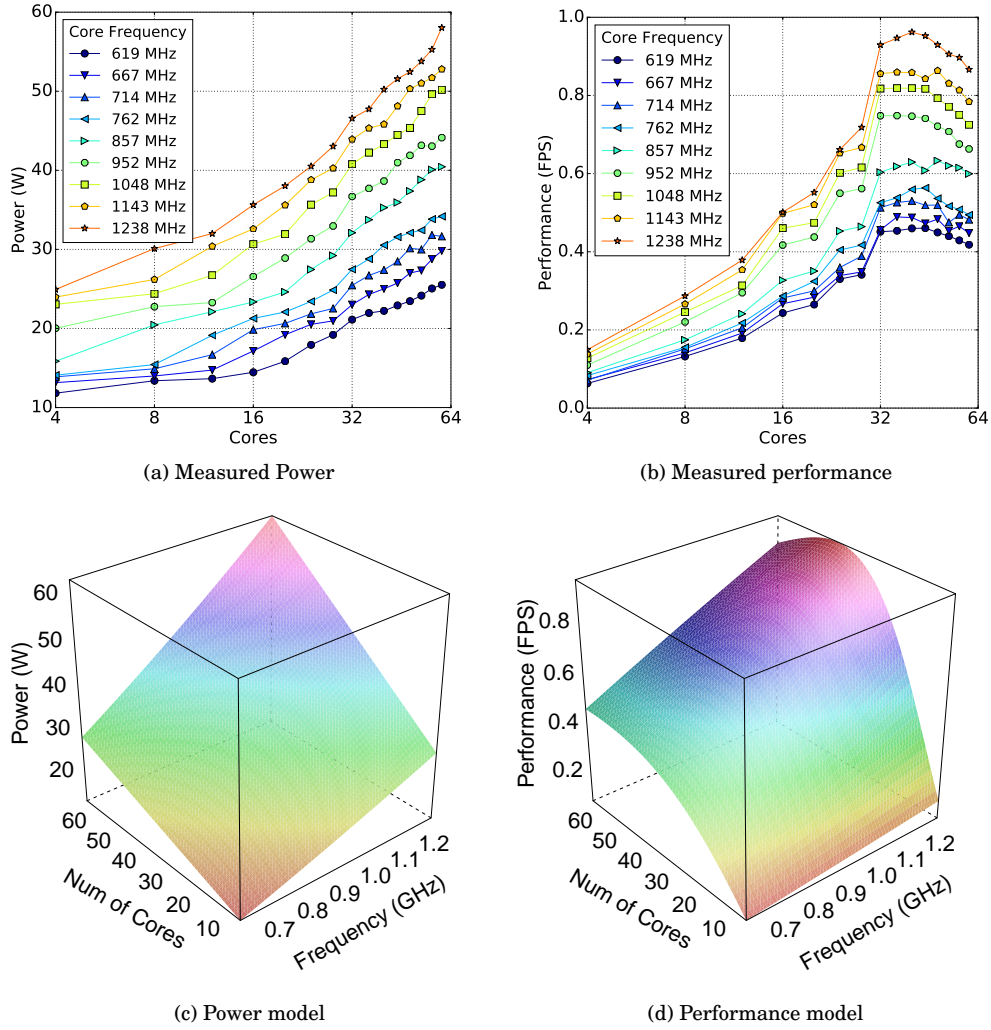 60
50
40
30
20
10
Power (W)
Core Frequency
619 MHz
667 MHz
714 MHz
762 MHz
857 MHz
952 MHz
1048 MHz
1143 MHz
1238 MHz
4 8 16 32 64
Cores
(a) Measured Power
1.0
0.8
0.6
0.4
0.2
0.0
Performance (FPS)
Core Frequency
619 MHz
667 MHz
714 MHz
762 MHz
857 MHz
952 MHz
1048 MHz
1143 MHz
1238 MHz
4 8 16 32 64
Cores
(b) Measured performance
60
50
40
30
20
Power (W)
60
50
40
30
20
10
Num of Cores
0.7
0.8
0.9
1.0
1.1
1.2
Frequency (GHz)
(c) Power model
0.8
0.6
0.4
0.2
Performance (FPS)
60
50
40
30
20
10
Num of Cores
0.7
0.8
0.9
1.0
1.1
1.2
Frequency (GHz)
(d) Performance model